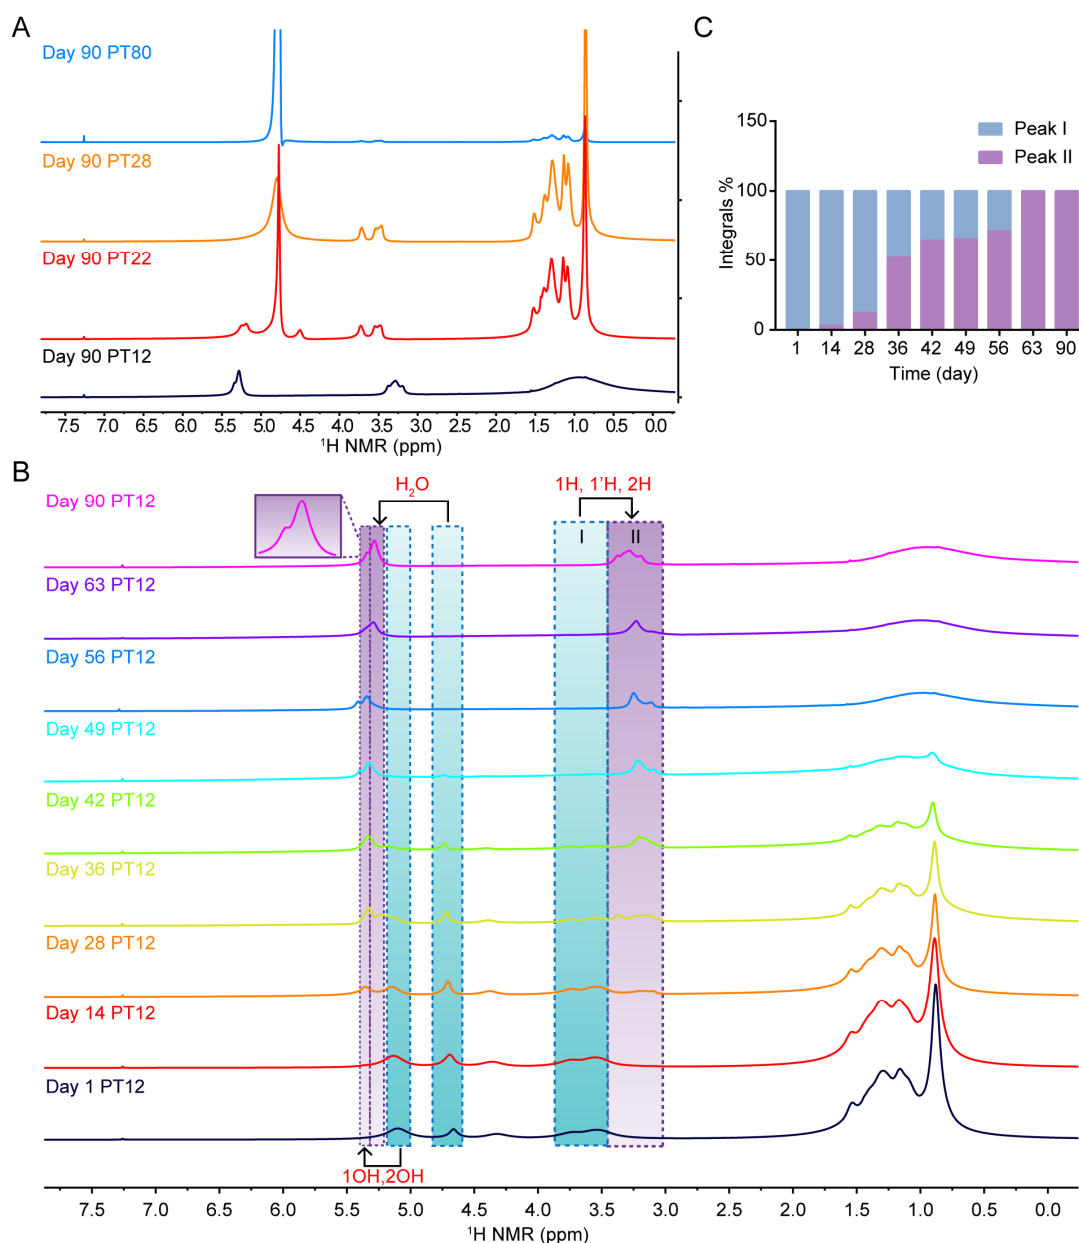 A
Day 90 PT80
Day 90 PT28
Day 90 PT22
Day 90 PT12
7.5 7.0 6.5 6.0 5.5 5.0 4.5 4.0 3.5 3.0 2.5 2.0 1.5 1.0 0.5 0.0
¹H NMR (ppm)
C
Peak I
Peak II
150
100
50
0
Integrals %
1 14 28 36 42 49 56 63 90
Time (day)
B
H₂O
1H, 1'H, 2H
I II
Day 90 PT12
Day 63 PT12
Day 56 PT12
Day 49 PT12
Day 42 PT12
Day 36 PT12
Day 28 PT12
Day 14 PT12
Day 1 PT12
1OH,2OH
7.5 7.0 6.5 6.0 5.5 5.0 4.5 4.0 3.5 3.0 2.5 2.0 1.5 1.0 0.5 0.0
¹H NMR (ppm)